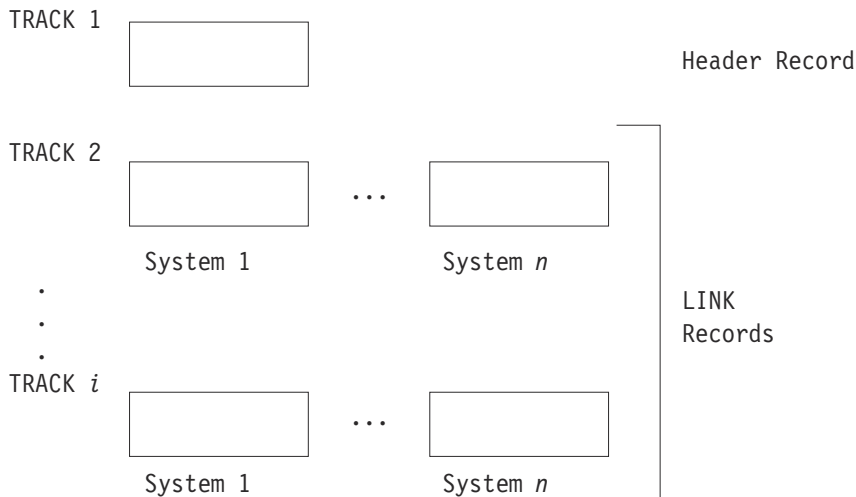 TRACK 1
Header Record
TRACK 2
...
System 1 System n
.
.
.
LINK
Records
TRACK i
...
System 1 System n